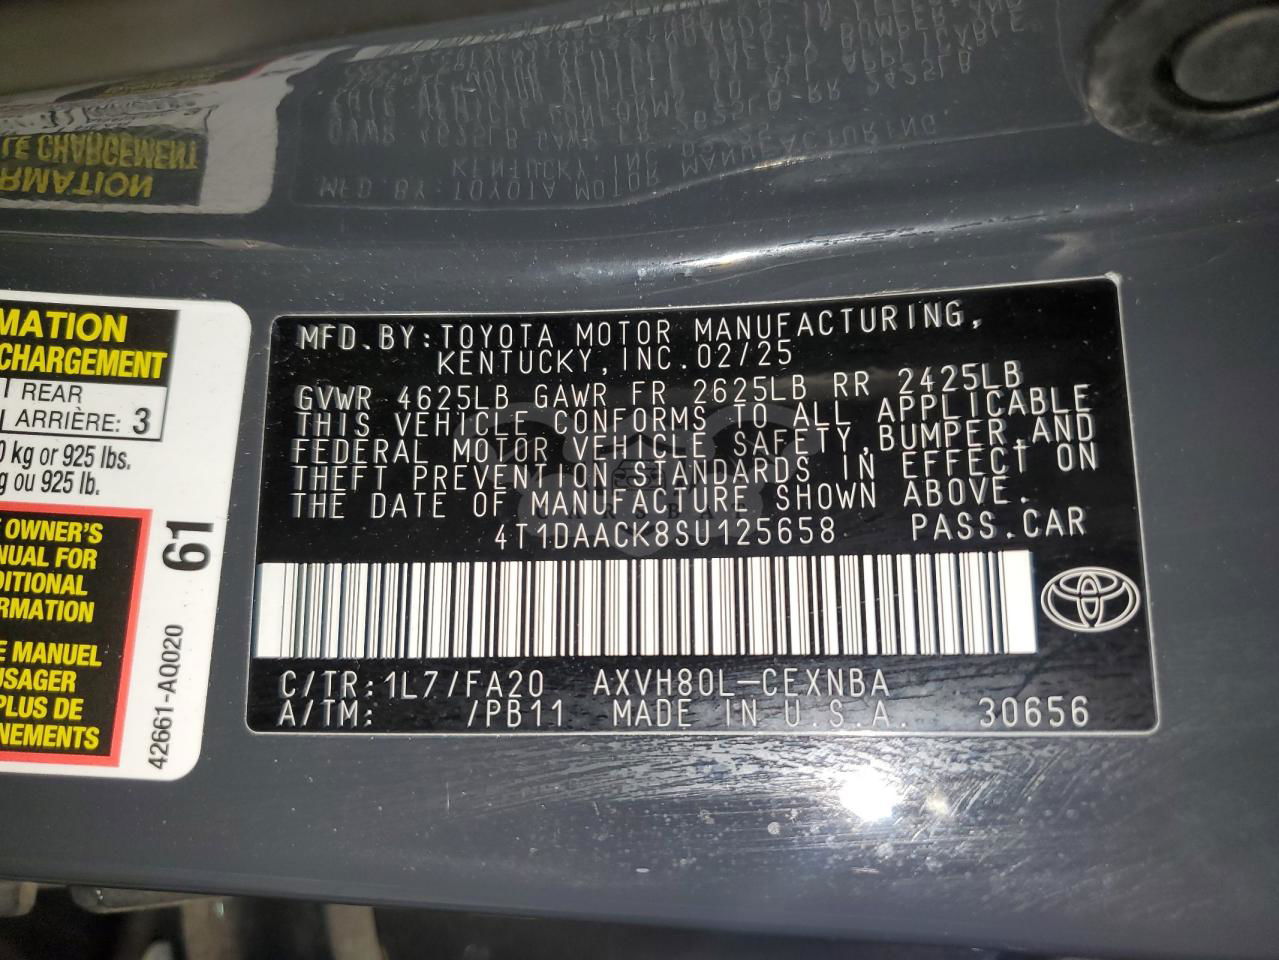 MATION
CHARGEMENT
REAR
ARRIÈRE: 3
0 kg or 925 lbs.
g ou 925 lb.
OWNER'S
NUAL FOR
DITIONAL
RMATION
E MANUEL
USAGER
PLUS DE
NEMENTS
61
42661-AQ020
MFD.BY:TOYOTA MOTOR MANUFACTURING,
KENTUCKY,INC.02/25
GVWR 4625LB GAWR FR 2625LB RR 2425LB
THIS VEHICLE CONFORMS TO ALL APPLICABLE
FEDERAL MOTOR VEHICLE SAFETY,BUMPER,AND
THEFT PREVENTION STANDARDS IN EFFECT ON
THE DATE OF MANUFACTURE SHOWN ABOVE.
4T1DAACK8SU125658 PASS.CAR
C/TR:1L7/FA20 AXVH80L-CEXNBA
A/TM: /PB11 MADE IN U.S.A. 30656